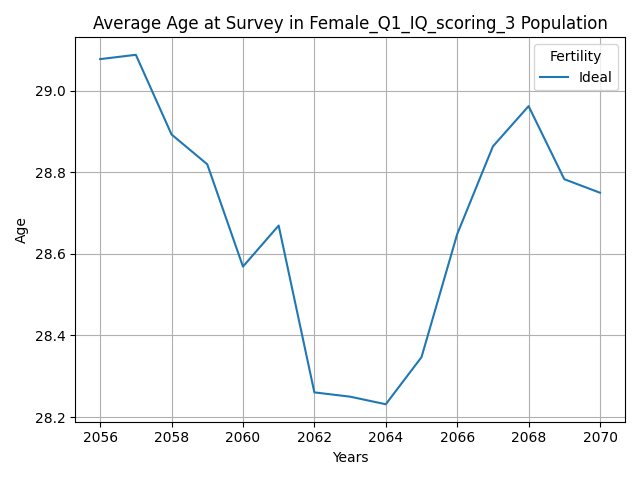 Average Age at Survey in Female_Q1_IQ_scoring_3 Population
Fertility
Ideal
Age
29.0
28.8
28.6
28.4
28.2
2056 2058 2060 2062 2064 2066 2068 2070
Years